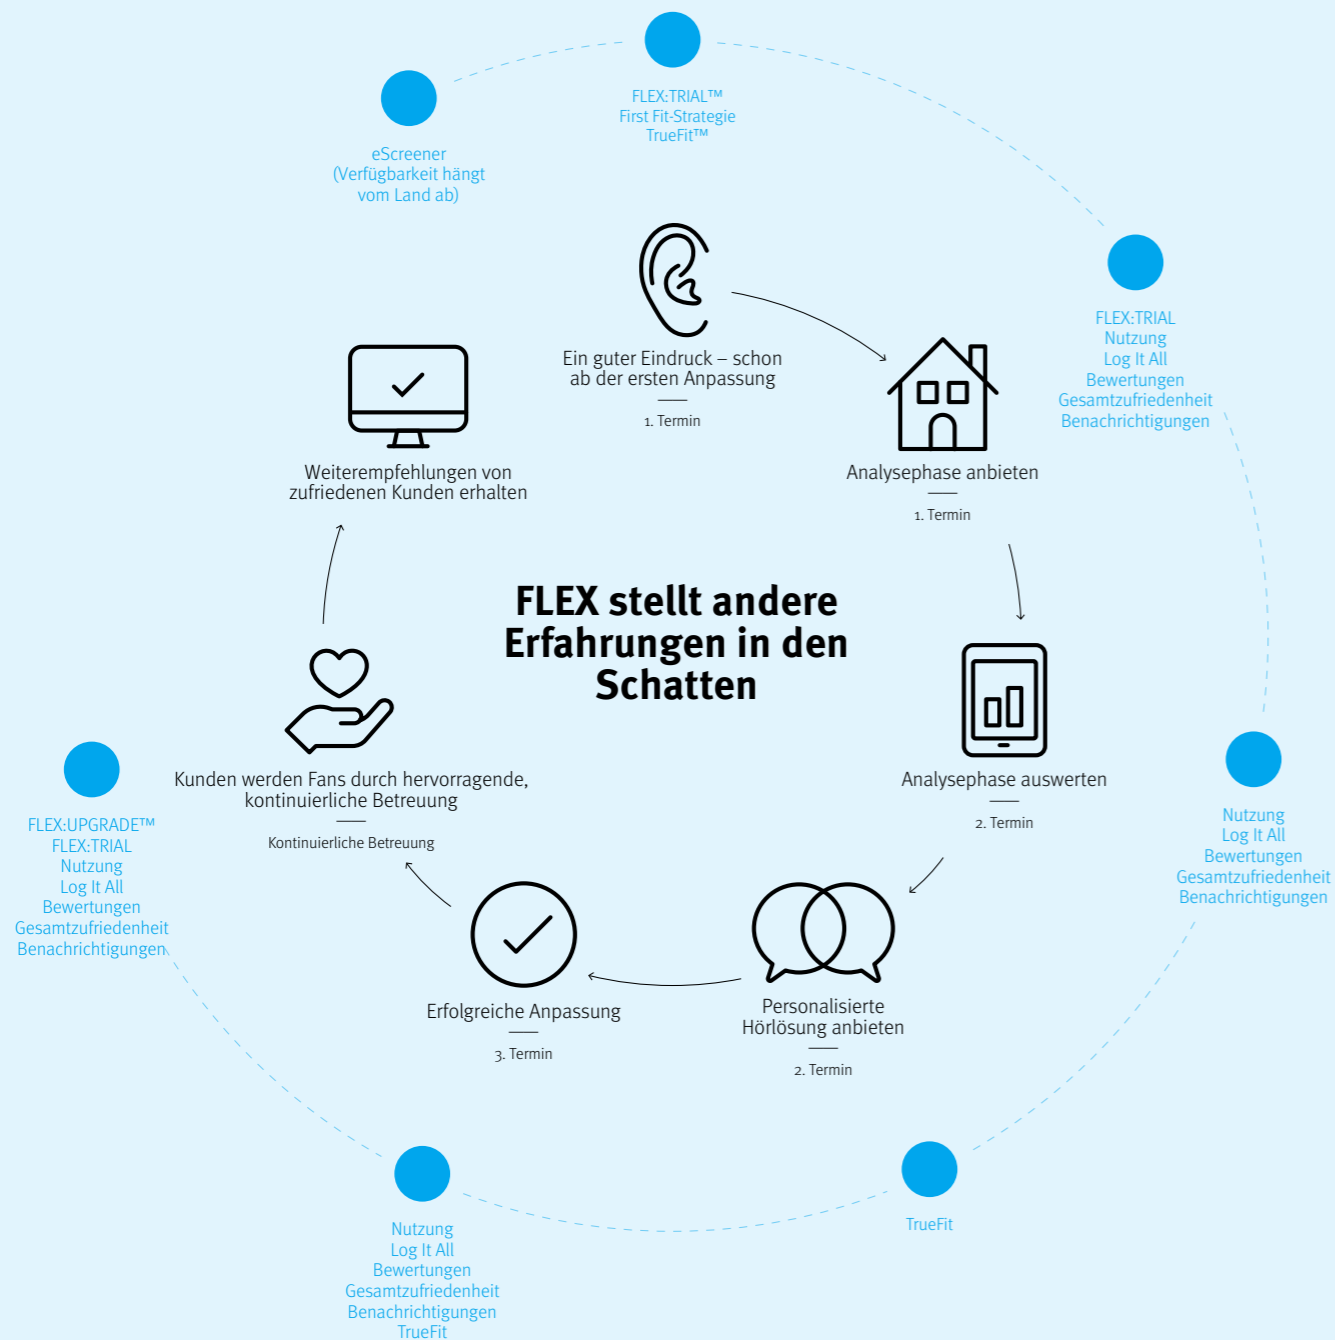 FLEX:TRIAL™
First Fit-Strategie
TrueFit™
eScreener
(Verfügbarkeit hängt
vom Land ab)
FLEX:TRIAL
Nutzung
Log It All
Bewertungen
Gesamtzufriedenheit
Benachrichtigungen
Ein guter Eindruck – schon
ab der ersten Anpassung
1. Termin
Weiterempfehlungen von
zufriedenen Kunden erhalten
Analysephase anbieten
1. Termin
FLEX stellt andere
Erfahrungen in den
Schatten
Kunden werden Fans durch hervorragende,
kontinuierliche Betreuung
Kontinuierliche Betreuung
Analysephase auswerten
2. Termin
FLEX:UPGRADE™
FLEX:TRIAL
Nutzung
Log It All
Bewertungen
Gesamtzufriedenheit
Benachrichtigungen
Nutzung
Log It All
Bewertungen
Gesamtzufriedenheit
Benachrichtigungen
Erfolgreiche Anpassung
3. Termin
Personalisierte
Hörlösung anbieten
2. Termin
Nutzung
Log It All
Bewertungen
Gesamtzufriedenheit
Benachrichtigungen
TrueFit
TrueFit